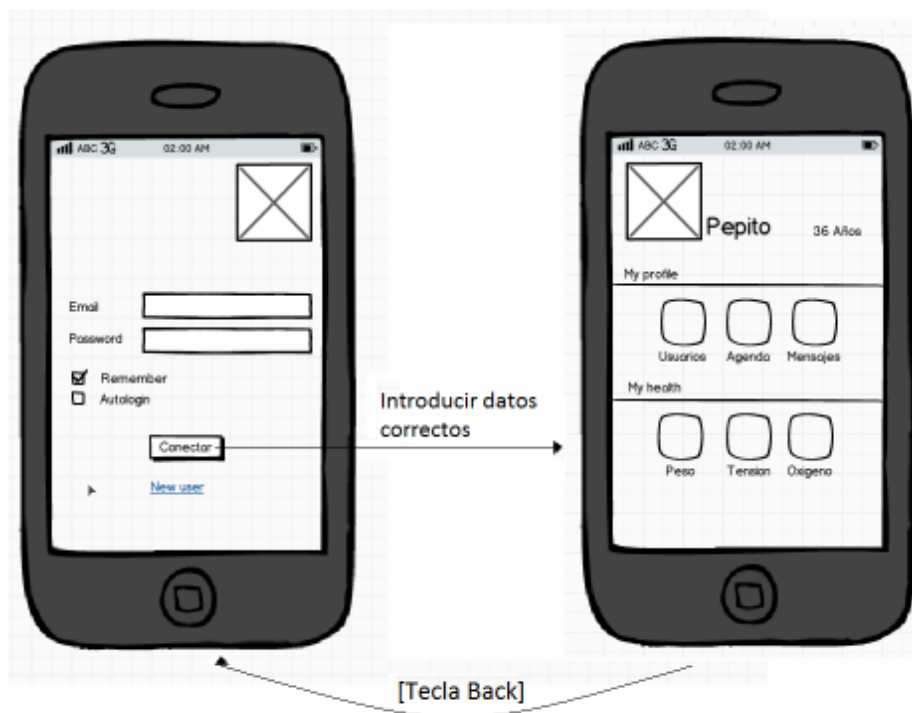 ABC 3G 02:00 AM
Email
Password
Remember
Autologin
Conectar
New user
Introducir datos
correctos
ABC 3G 02:00 AM
Pepito 36 Años
My profile
Usuarios Agenda Mensajes
My health
Peso Tension Oxigeno
[Tecla Back]